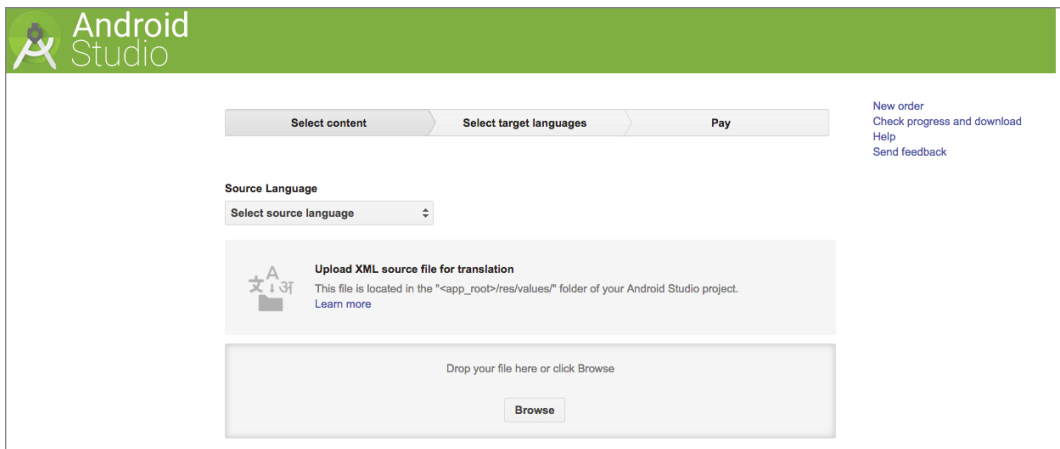 Android
Studio
New order
Check progress and download
Help
Send feedback
Select content
Select target languages
Pay
Source Language
Select source language
文 A अ
Upload XML source file for translation
This file is located in the "<app_root>/res/values/" folder of your Android Studio project.
Learn more
Drop your file here or click Browse
Browse